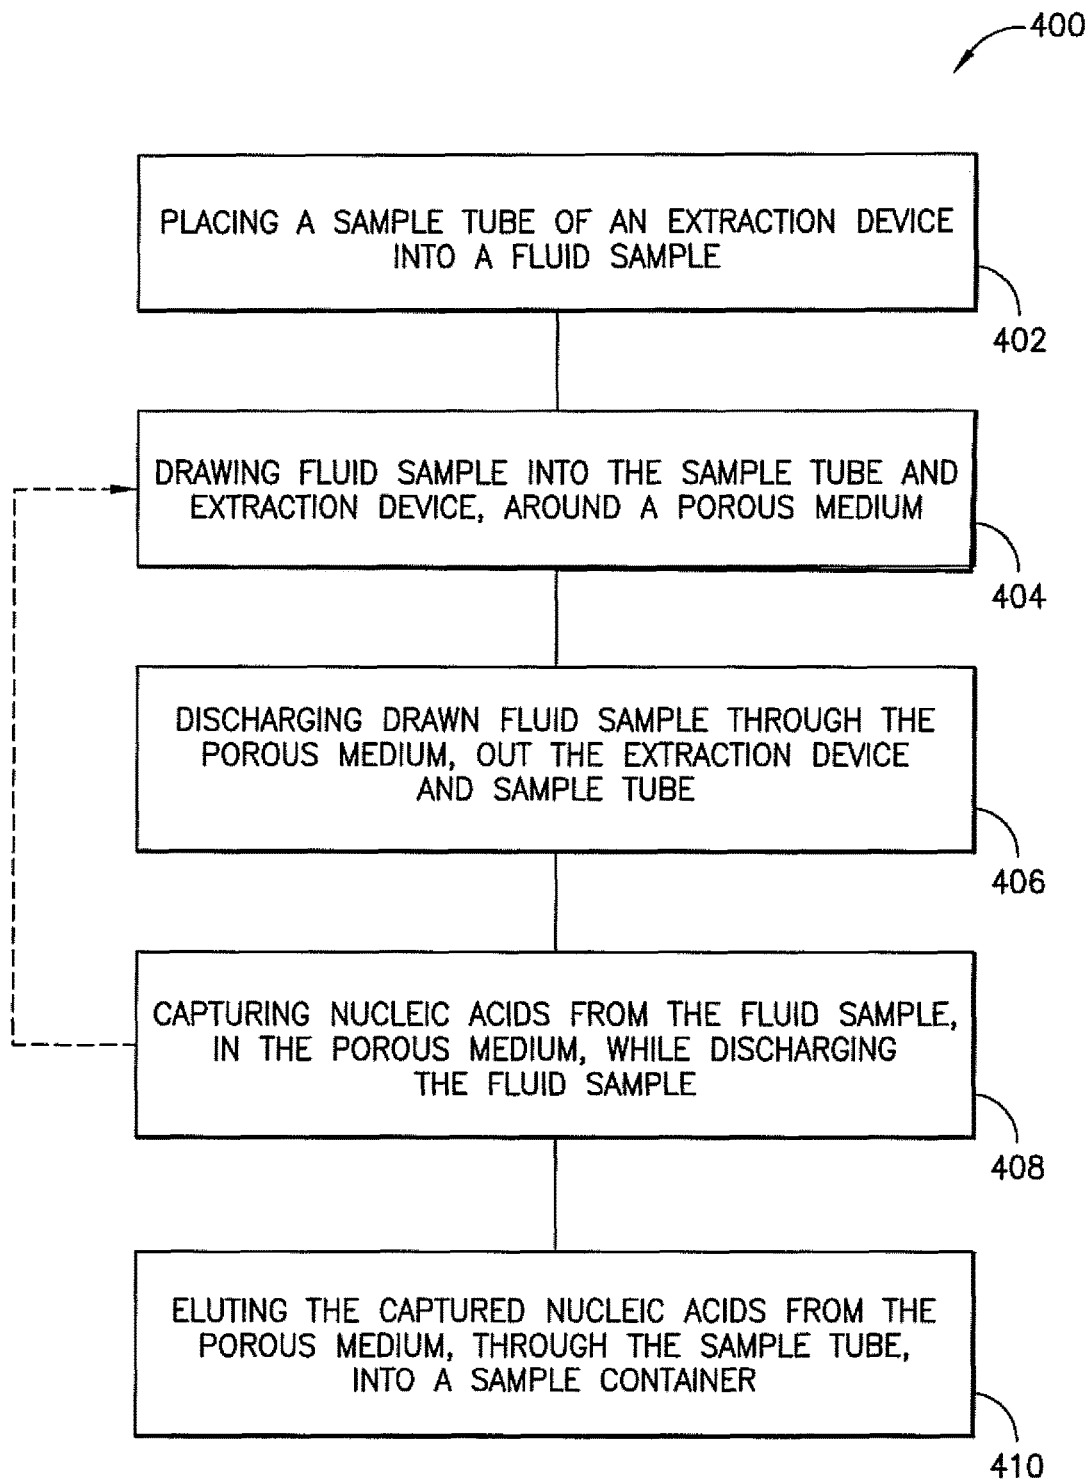 400
PLACING A SAMPLE TUBE OF AN EXTRACTION DEVICE
INTO A FLUID SAMPLE
402
DRAWING FLUID SAMPLE INTO THE SAMPLE TUBE AND
EXTRACTION DEVICE, AROUND A POROUS MEDIUM
404
DISCHARGING DRAWN FLUID SAMPLE THROUGH THE
POROUS MEDIUM, OUT THE EXTRACTION DEVICE
AND SAMPLE TUBE
406
CAPTURING NUCLEIC ACIDS FROM THE FLUID SAMPLE,
IN THE POROUS MEDIUM, WHILE DISCHARGING
THE FLUID SAMPLE
408
ELUTING THE CAPTURED NUCLEIC ACIDS FROM THE
POROUS MEDIUM, THROUGH THE SAMPLE TUBE,
INTO A SAMPLE CONTAINER
410